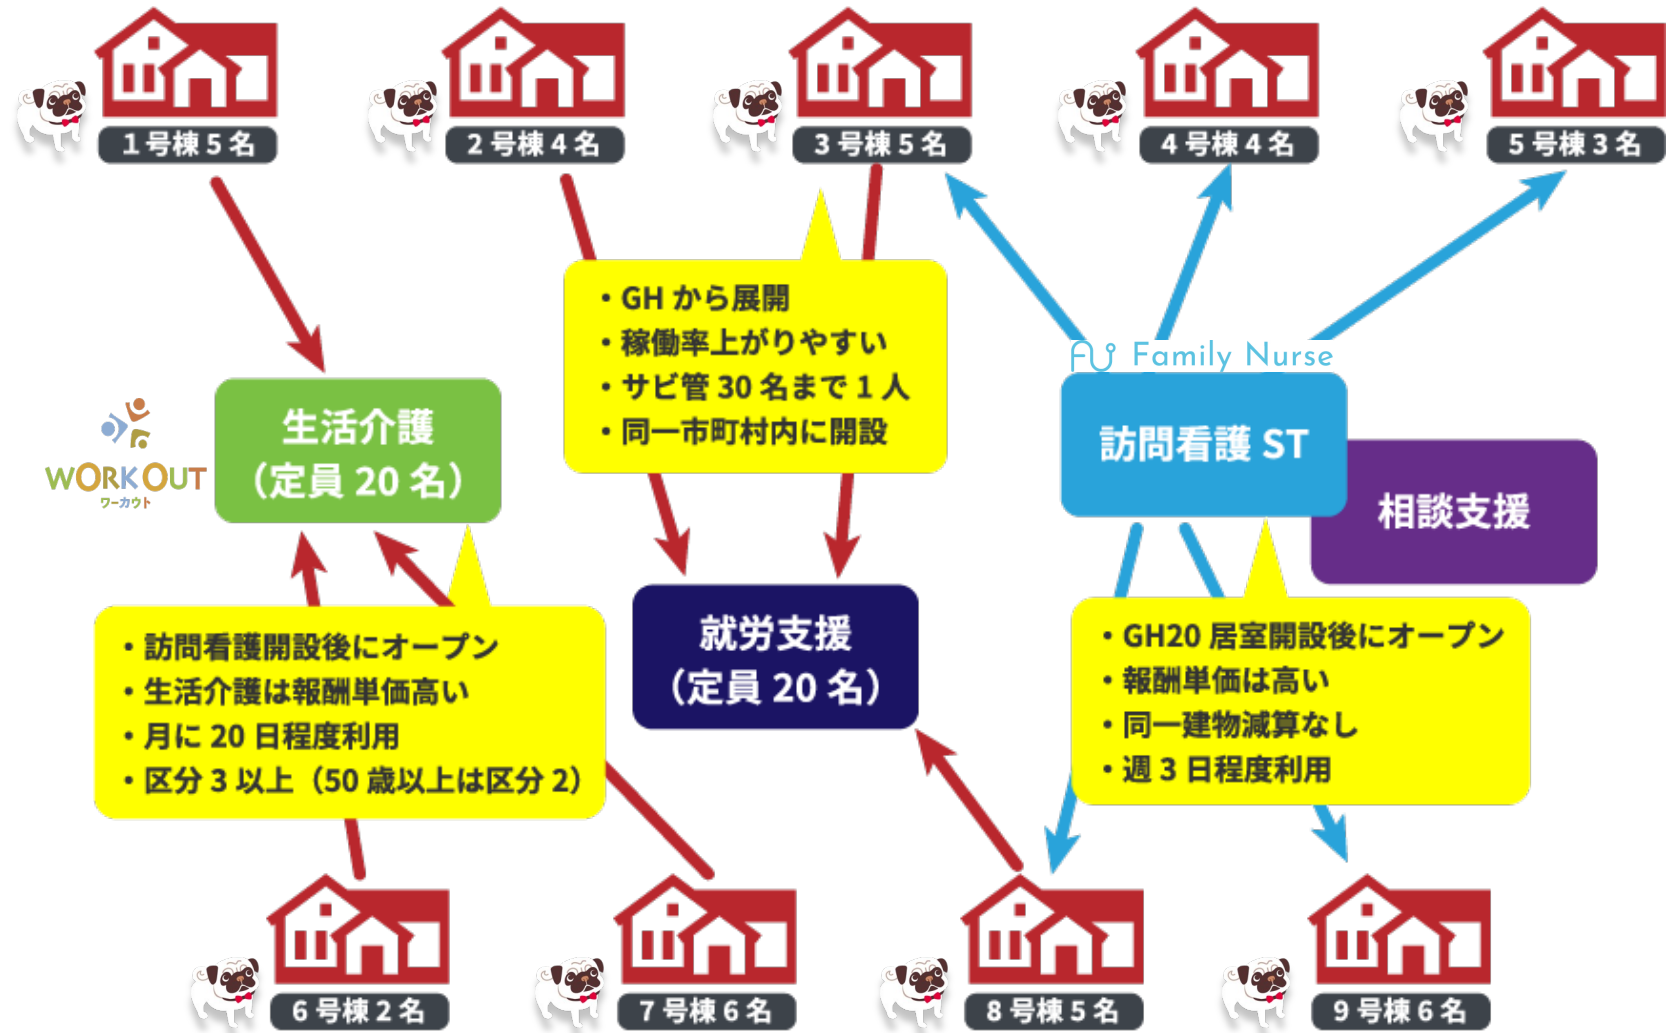 1号棟5名
2号棟4名
3号棟5名
4号棟4名
5号棟3名
・GHから展開
・稼働率上がりやすい
・サビ管30名まで1人
・同一市町村内に開設
Family Nurse
訪問看護ST
相談支援
WORKOUT
ワーカウト
生活介護
（定員20名）
就労支援
（定員20名）
・訪問看護開設後にオープン
・生活介護は報酬単価高い
・月に20日程度利用
・区分3以上（50歳以上は区分2）
・GH20居室開設後にオープン
・報酬単価は高い
・同一建物減算なし
・週3日程度利用
6号棟2名
7号棟6名
8号棟5名
9号棟6名